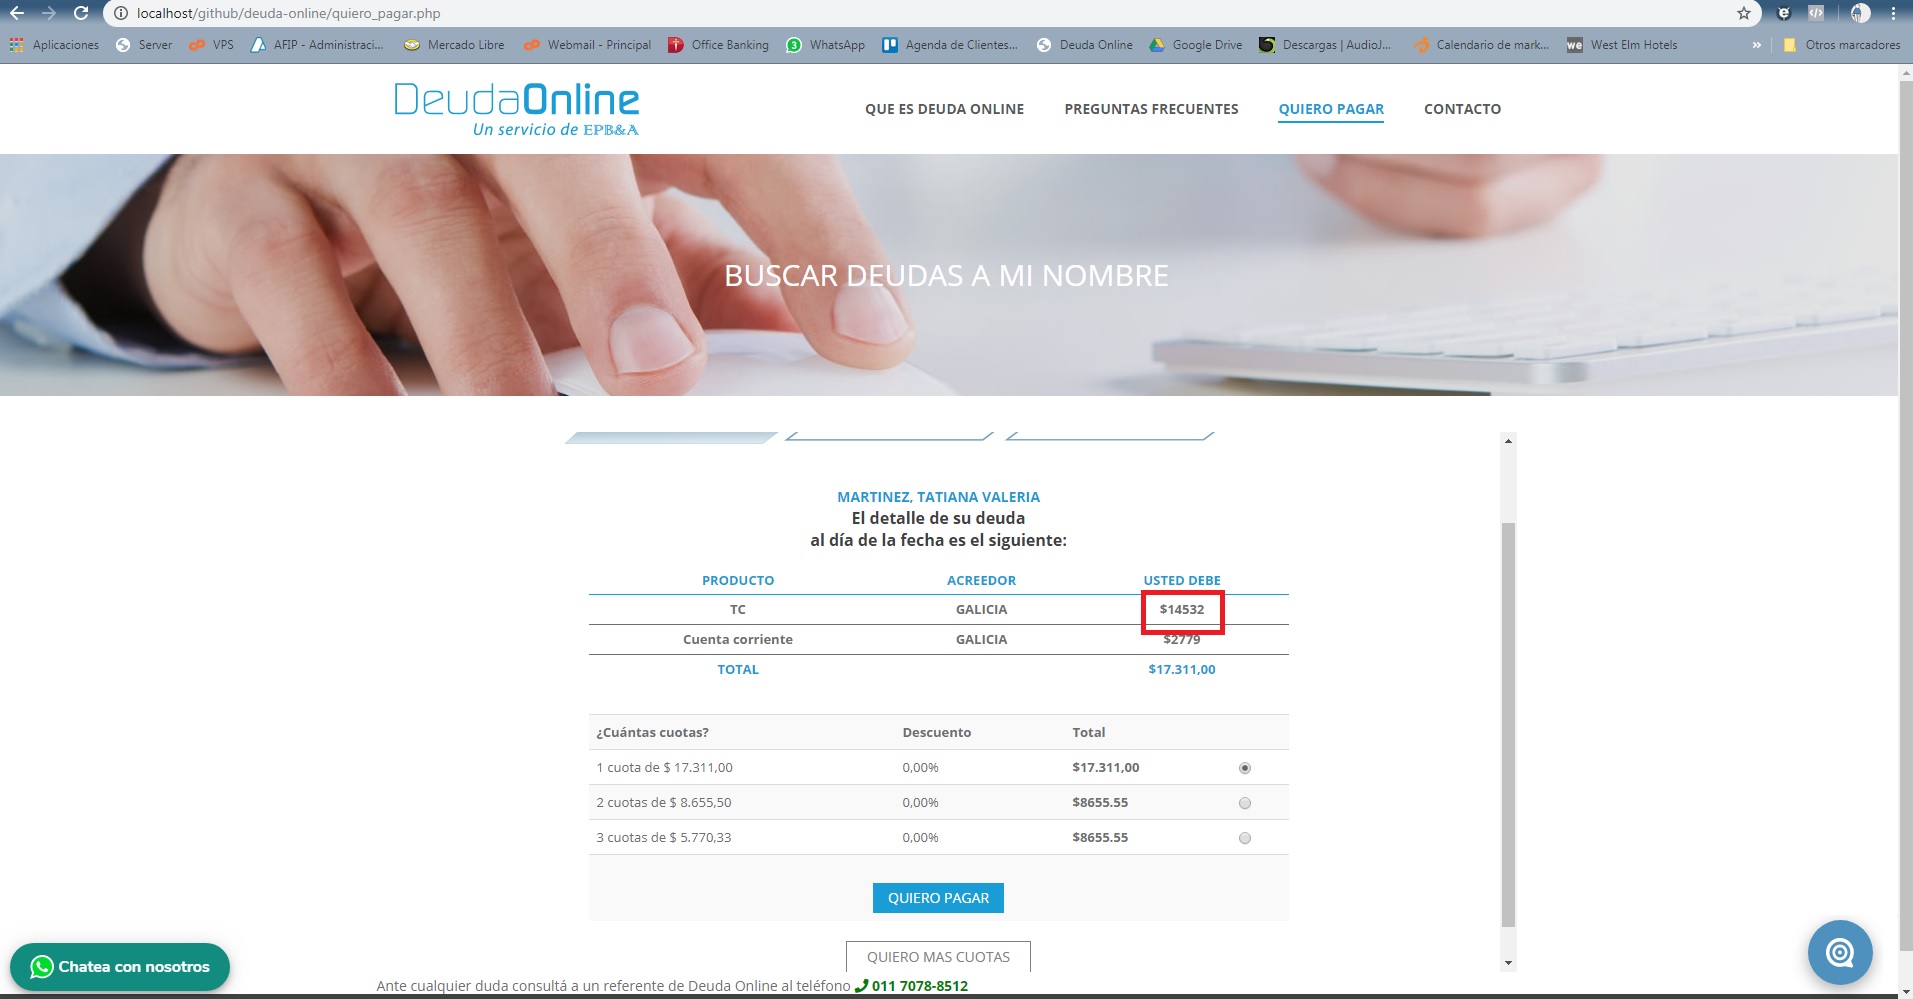 localhost/github/deuda-online/quiero_pagar.php
Aplicaciones Server VPS AFIP - Administraci... Mercado Libre Webmail - Principal Office Banking 3 WhatsApp Agenda de Clientes... Deuda Online Google Drive Descargas | AudioJ... Calendario de mark... we West Elm Hotels » Otros marcadores
DeudaOnline
Un servicio de EPB&A
QUE ES DEUDA ONLINE PREGUNTAS FRECUENTES QUIERO PAGAR CONTACTO
BUSCAR DEUDAS A MI NOMBRE
MARTINEZ, TATIANA VALERIA
El detalle de su deuda
al día de la fecha es el siguiente:
PRODUCTO ACREEDOR USTED DEBE
TC GALICIA $14532
Cuenta corriente GALICIA $2779
TOTAL $17.311,00
¿Cuántas cuotas? Descuento Total
1 cuota de $ 17.311,00 0,00% $17.311,00
2 cuotas de $ 8.655,50 0,00% $8655.55
3 cuotas de $ 5.770,33 0,00% $8655.55
QUIERO PAGAR
QUIERO MAS CUOTAS
Chatea con nosotros
Ante cualquier duda consultá a un referente de Deuda Online al teléfono 011 7078-8512